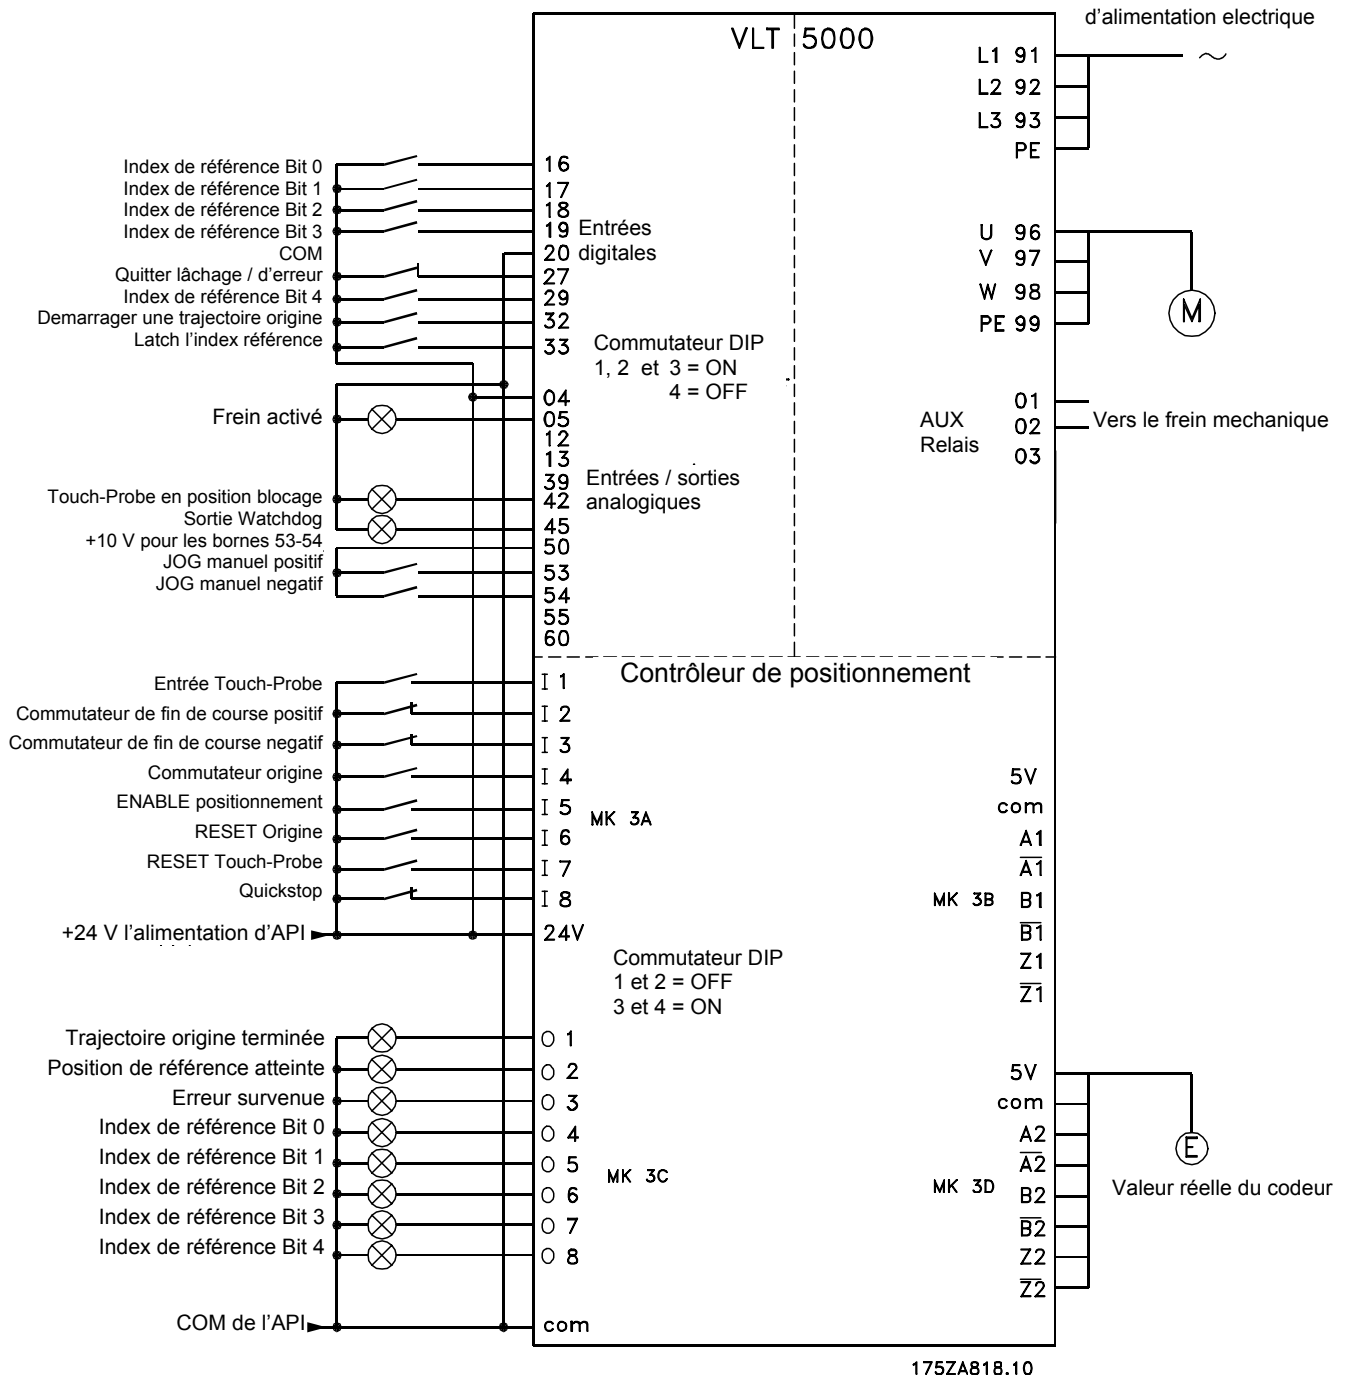 d'alimentation electrique
VLT 5000
L1 91
L2 92
L3 93
PE
Index de référence Bit 0
Index de référence Bit 1
Index de référence Bit 2
Index de référence Bit 3
COM
Quitter lâchage / d'erreur
Index de référence Bit 4
Demarrager une trajectoire origine
Latch l'index référence
16
17
18
19
20
27
29
32
33
Entrées
digitales
Commutateur DIP
1, 2 et 3 = ON
4 = OFF
U 96
V 97
W 98
PE 99
M
Frein activé
Touch-Probe en position blocage
Sortie Watchdog
+10 V pour les bornes 53-54
JOG manuel positif
JOG manuel negatif
04
05
12
13
39
42
45
50
53
54
55
60
Entrées / sorties
analogiques
AUX
Relais
01
02
03
Vers le frein mechanique
Contrôleur de positionnement
Entrée Touch-Probe
Commutateur de fin de course positif
Commutateur de fin de course negatif
Commutateur origine
ENABLE positionnement
RESET Origine
RESET Touch-Probe
Quickstop
+24 V l'alimentation d'API
I 1
I 2
I 3
I 4
I 5
I 6
I 7
I 8
24V
MK 3A
Commutateur DIP
1 et 2 = OFF
3 et 4 = ON
5V
com
A1
A̅1̅
B1
B̅1̅
Z1
Z̅1̅
MK 3B
Trajectoire origine terminée
Position de référence atteinte
Erreur survenue
Index de référence Bit 0
Index de référence Bit 1
Index de référence Bit 2
Index de référence Bit 3
Index de référence Bit 4
COM de l'API
O 1
O 2
O 3
O 4
O 5
O 6
O 7
O 8
com
MK 3C
5V
com
A2
A̅2̅
B2
B̅2̅
Z2
Z̅2̅
MK 3D
E
Valeur réelle du codeur
175ZA818.10